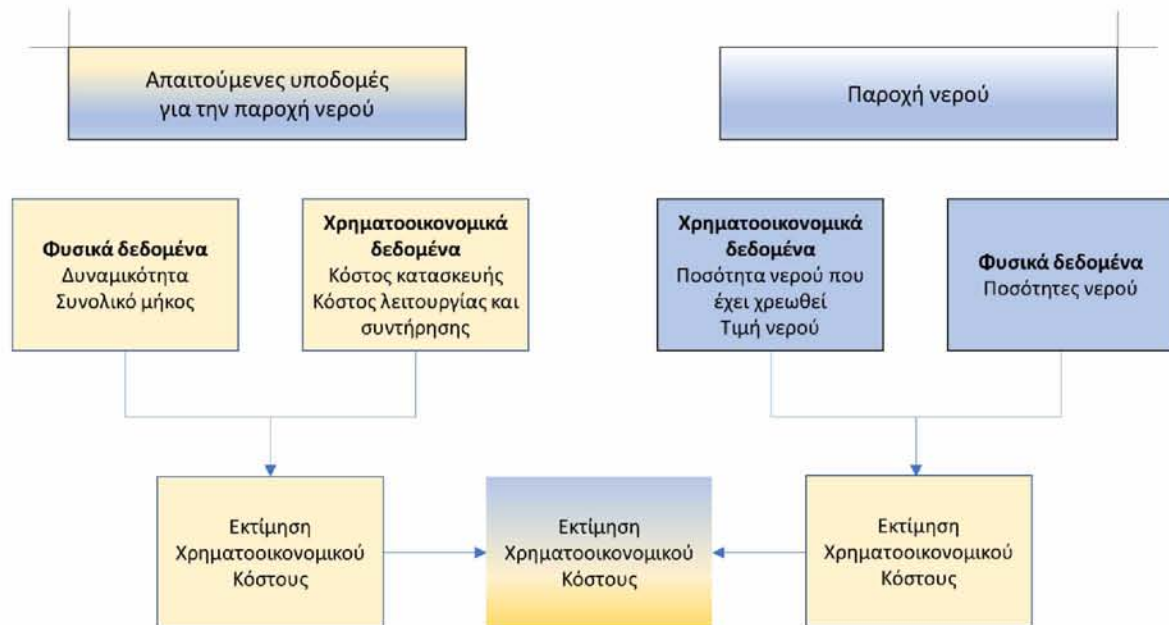 Απαιτούμενες υποδομές
για την παροχή νερού
Παροχή νερού
Φυσικά δεδομένα
Δυναμικότητα
Συνολικό μήκος
Χρηματοοικονομικά
δεδομένα
Κόστος κατασκευής
Κόστος λειτουργίας και
συντήρησης
Χρηματοοικονομικά
δεδομένα
Ποσότητα νερού που
έχει χρεωθεί
Τιμή νερού
Φυσικά δεδομένα
Ποσότητες νερού
Εκτίμηση
Χρηματοοικονομικού
Κόστους
Εκτίμηση
Χρηματοοικονομικού
Κόστους
Εκτίμηση
Χρηματοοικονομικού
Κόστους